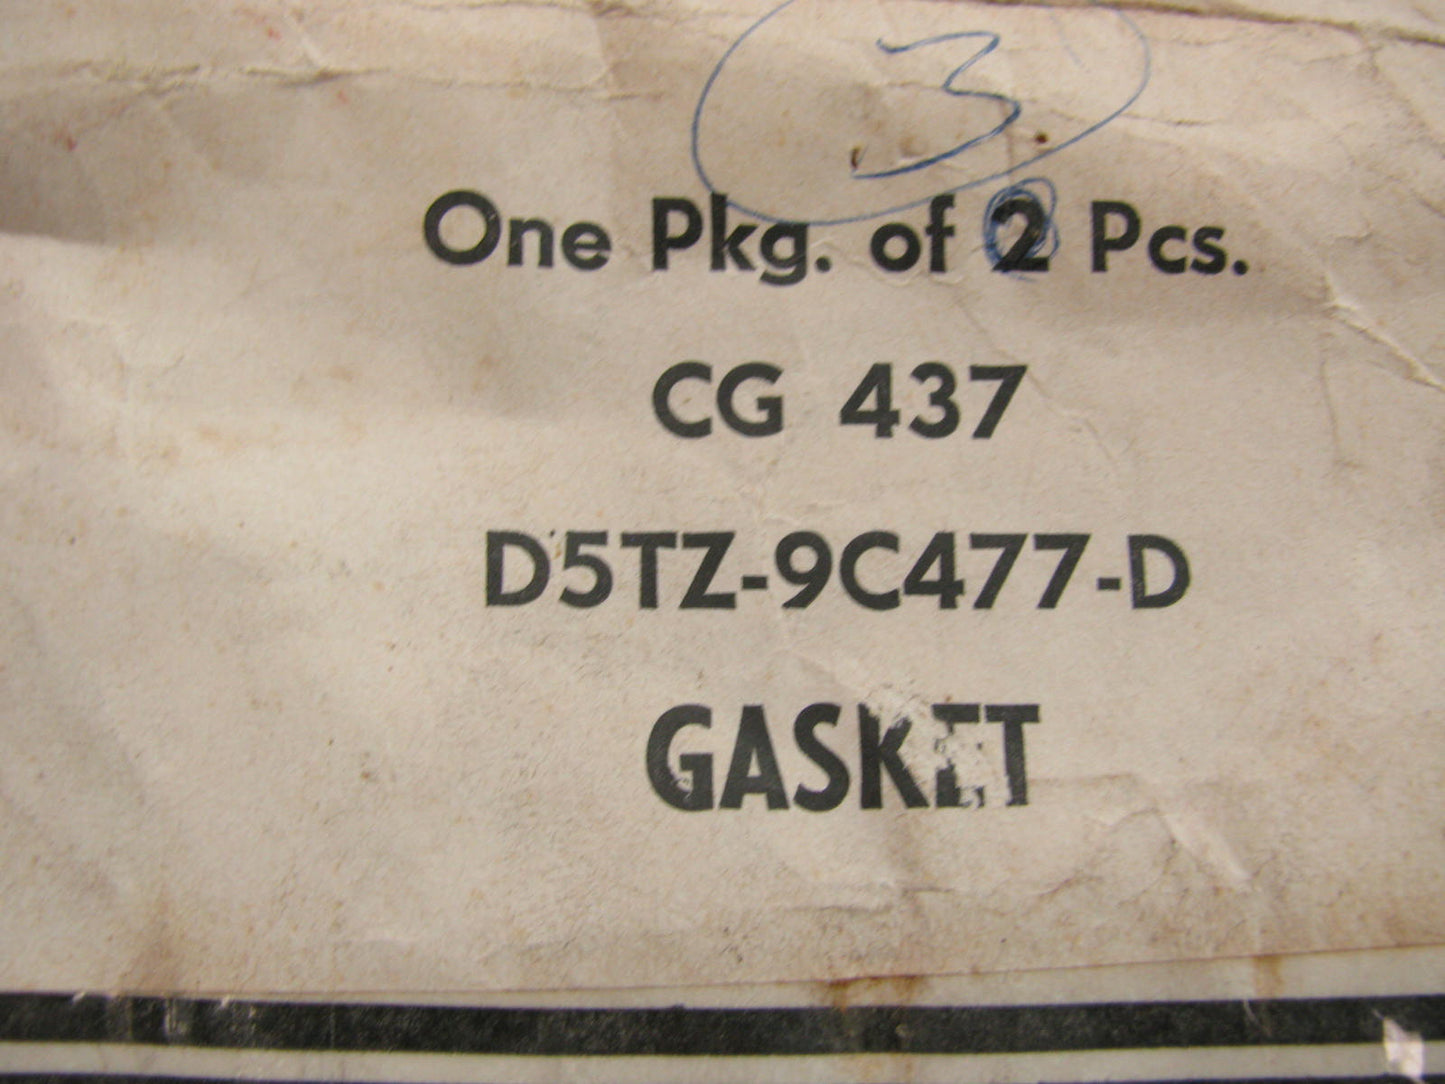 3
One Pkg. of 2 Pcs.
CG 437
D5TZ-9C477-D
GASKET